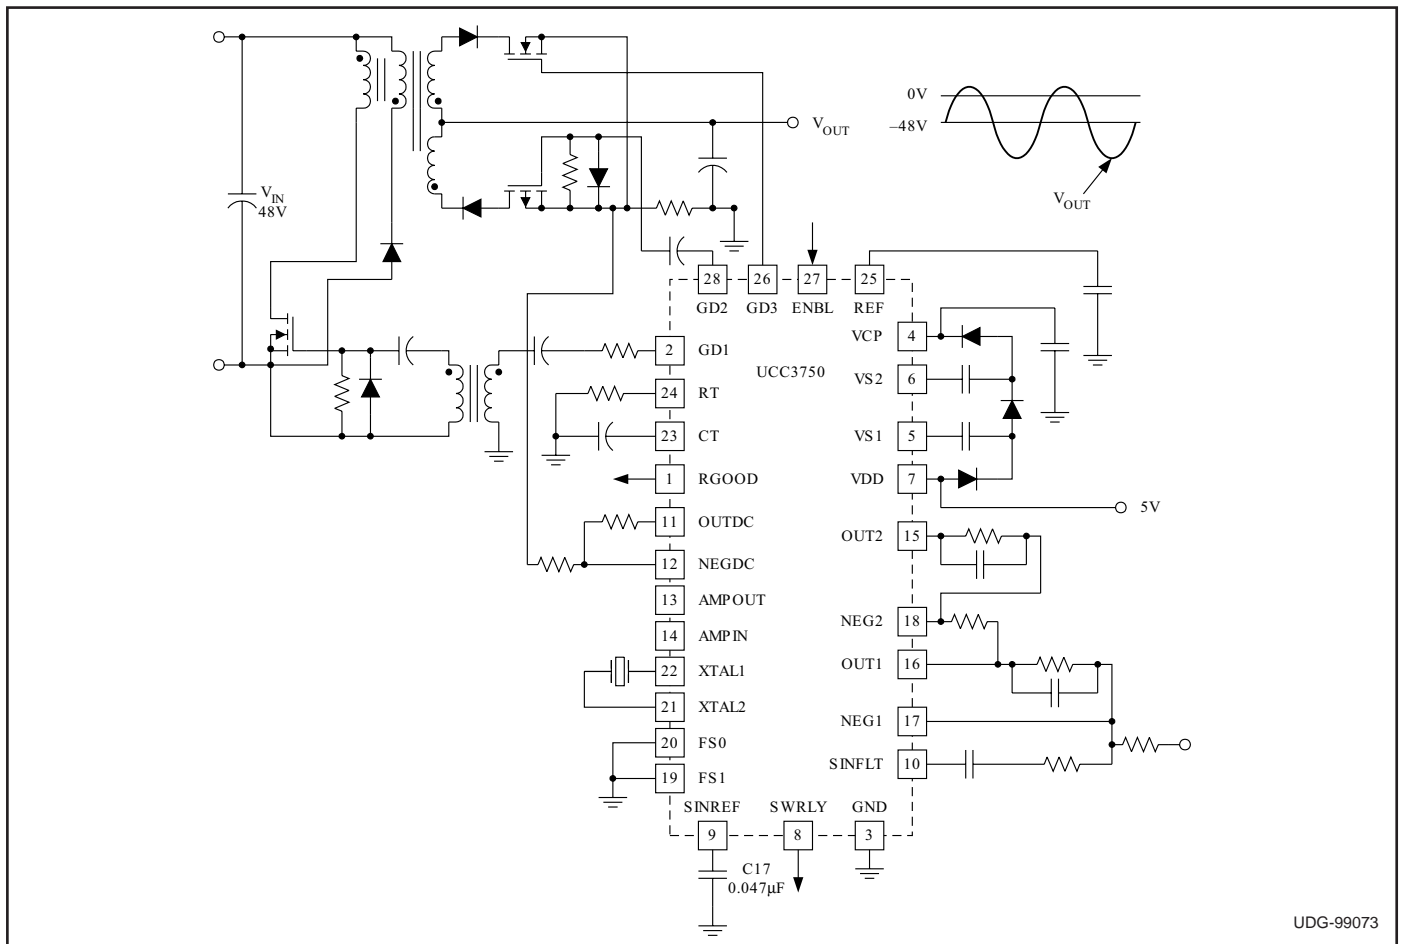 0V
–48V
VOUT
VOUT
VIN
48V
28
26
27
25
GD2
GD3
ENBL
REF
VCP
4
2
GD1
UCC3750
VS2
6
24
RT
23
CT
VS1
5
1
RGOOD
VDD
7
5V
11
OUTDC
OUT2
15
12
NEGDC
13
AMPOUT
NEG2
18
14
AMPIN
22
XTAL1
OUT1
16
21
XTAL2
NEG1
17
20
FS0
SINFLT
10
19
FS1
SINREF
SWRLY
GND
9
8
3
C17
0.047µF
UDG-99073